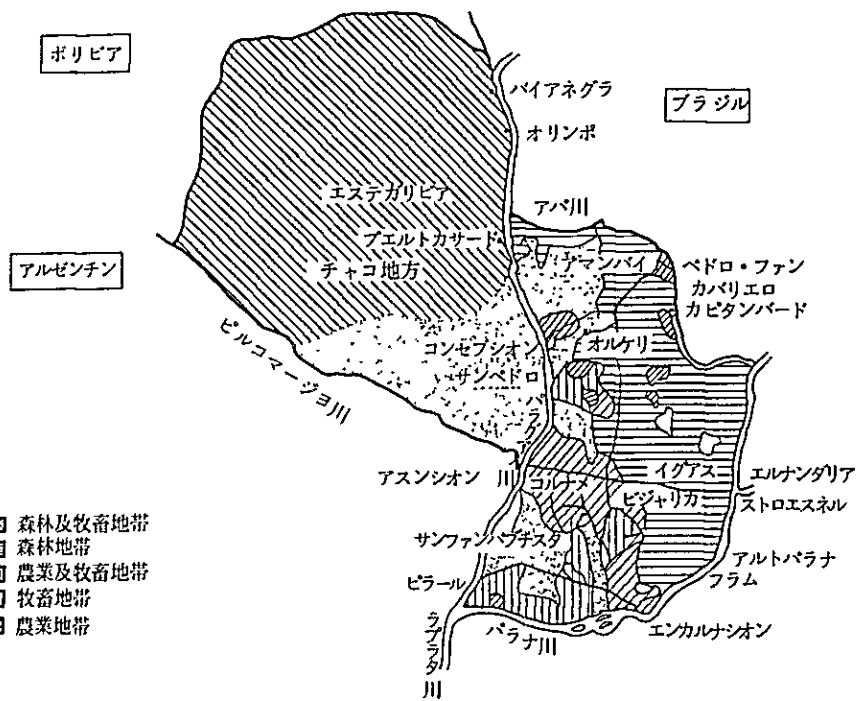 ボリビア
ブラジル
アルゼンチン
バイアネグラ
オリンポ
エステガリビア
アパ川
プエルトカサード
アマンバイ
チャコ地方
ペドロ・ファン
カバリエロ
カピタンバード
ピルコマージョ川
コンセプシオン
オルケリ
サンペドロ
パラグアイ川
アスンシオン
コルナメ
イグアス
エルナンダリア
ビジャリカ
ストロエスネル
サンファンバプナスタ
アルトパラナ
フラム
ピラール
エンカルナシオン
パラナ川
ラプラタ川
森林及牧畜地帯
森林地帯
農業及牧畜地帯
牧畜地帯
農業地帯